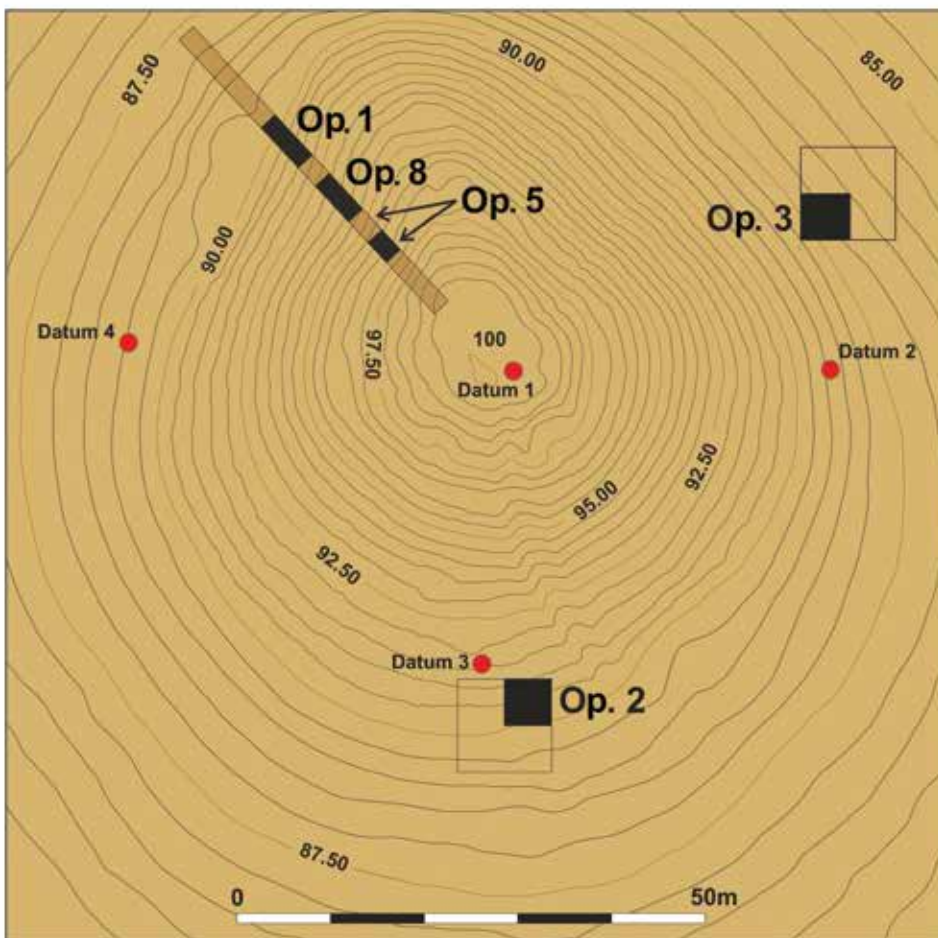 87.50
90.00
85.00
Op. 1
Op. 8
Op. 5
Op. 3
90.00
Datum 4
97.50
100
Datum 1
Datum 2
92.50
95.00
92.50
Datum 3
Op. 2
87.50
0 50m